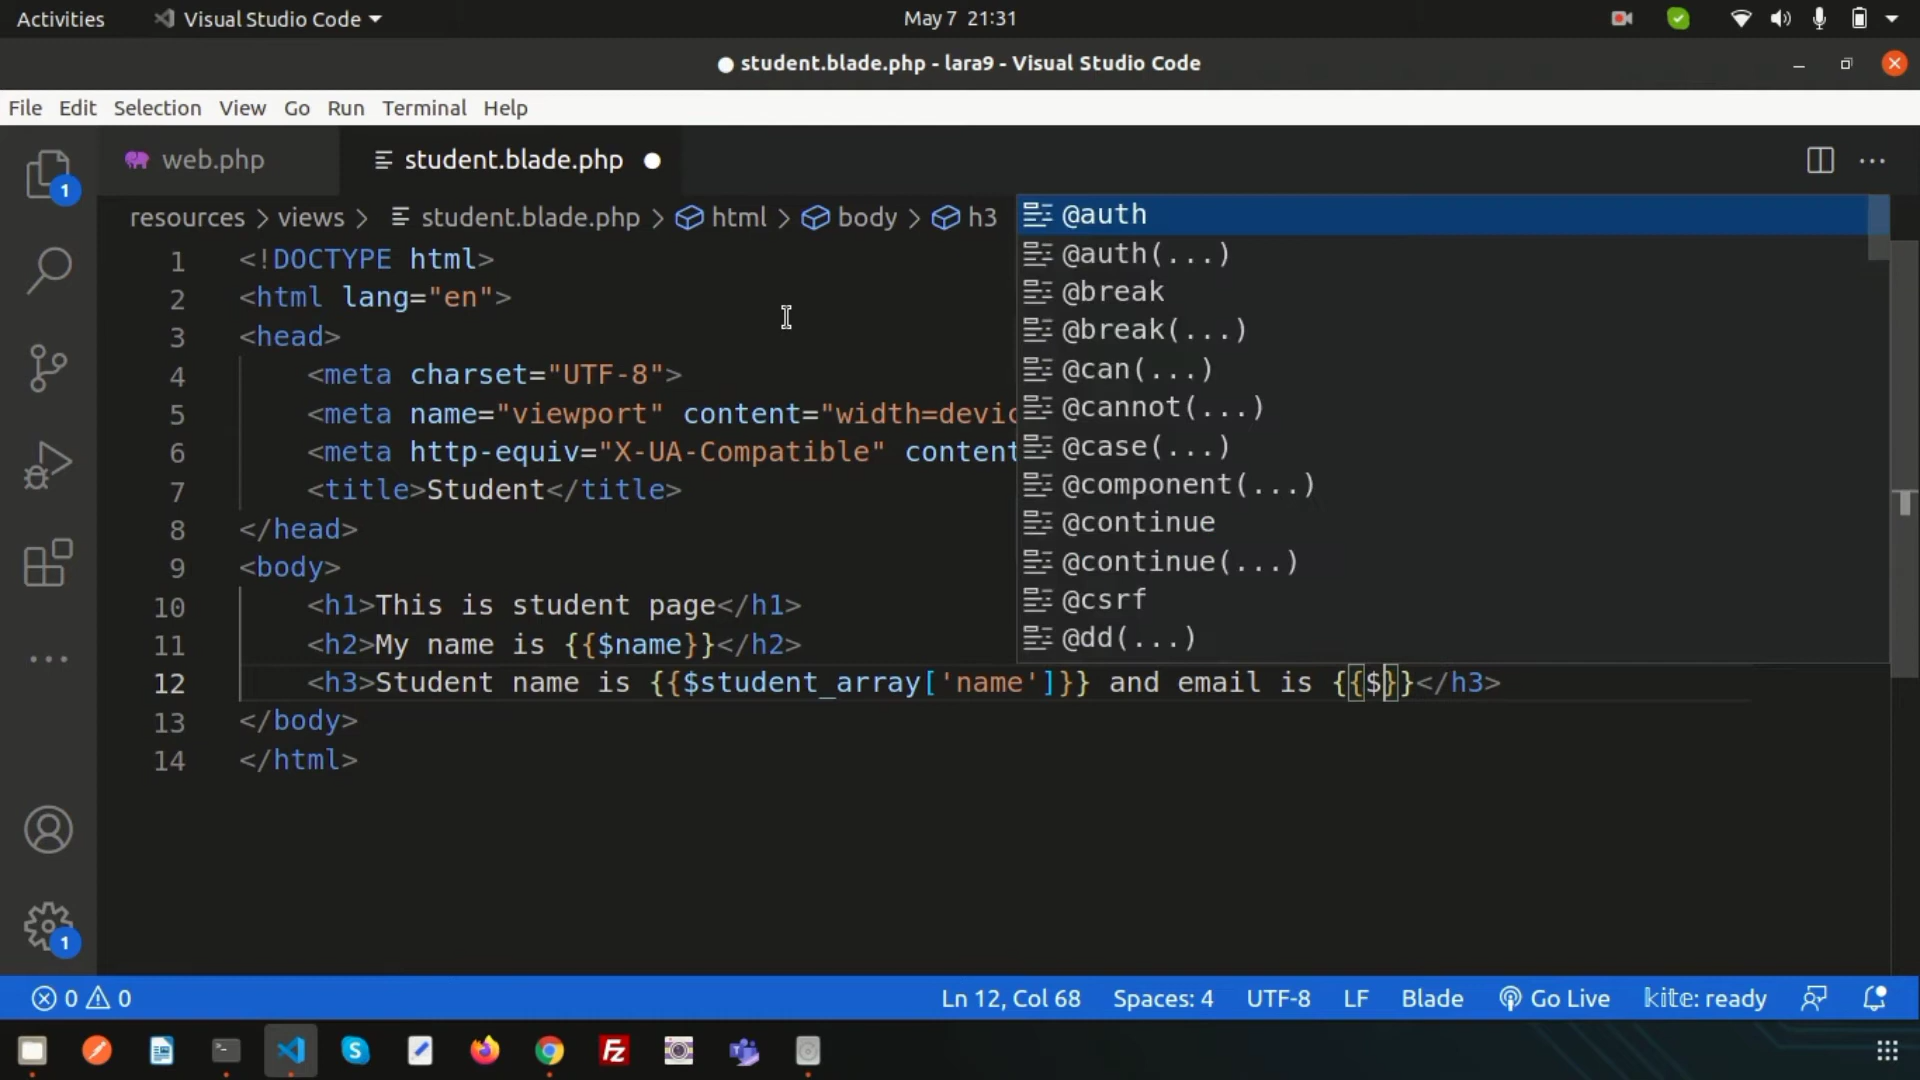 Activities Visual Studio Code May 7 21:31
student.blade.php - lara9 - Visual Studio Code
File Edit Selection View Go Run Terminal Help
1 web.php student.blade.php
resources > views > student.blade.php > html > body > h3
1 <!DOCTYPE html>
2 <html lang="en">
3 <head>
4 <meta charset="UTF-8">
5 <meta name="viewport" content="width=devic
6 <meta http-equiv="X-UA-Compatible" content
7 <title>Student</title>
8 </head>
9 <body>
10 <h1>This is student page</h1>
11 <h2>My name is {{$name}}</h2>
12 <h3>Student name is {{$student_array['name']}} and email is {{$}}</h3>
13 </body>
14 </html>
@auth
@auth(...)
@break
@break(...)
@can(...)
@cannot(...)
@case(...)
@component(...)
@continue
@continue(...)
@csrf
@dd(...)
1
0 0 Ln 12, Col 68 Spaces: 4 UTF-8 LF Blade Go Live kite: ready